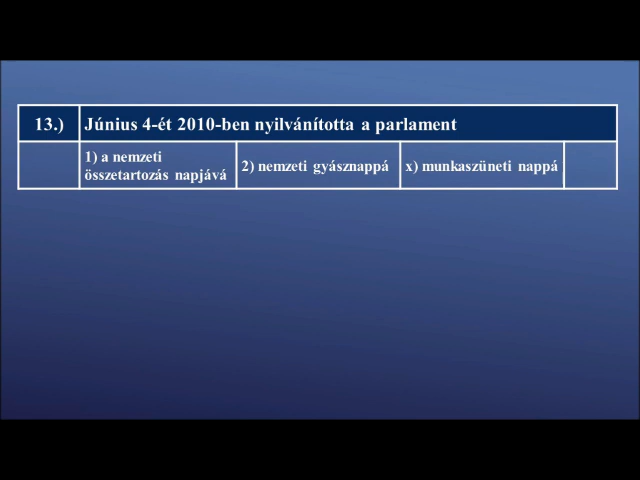 13.) Június 4-ét 2010-ben nyilvánította a parlament
1) a nemzeti
összetartozás napjává
2) nemzeti gyásznappá
x) munkaszüneti nappá